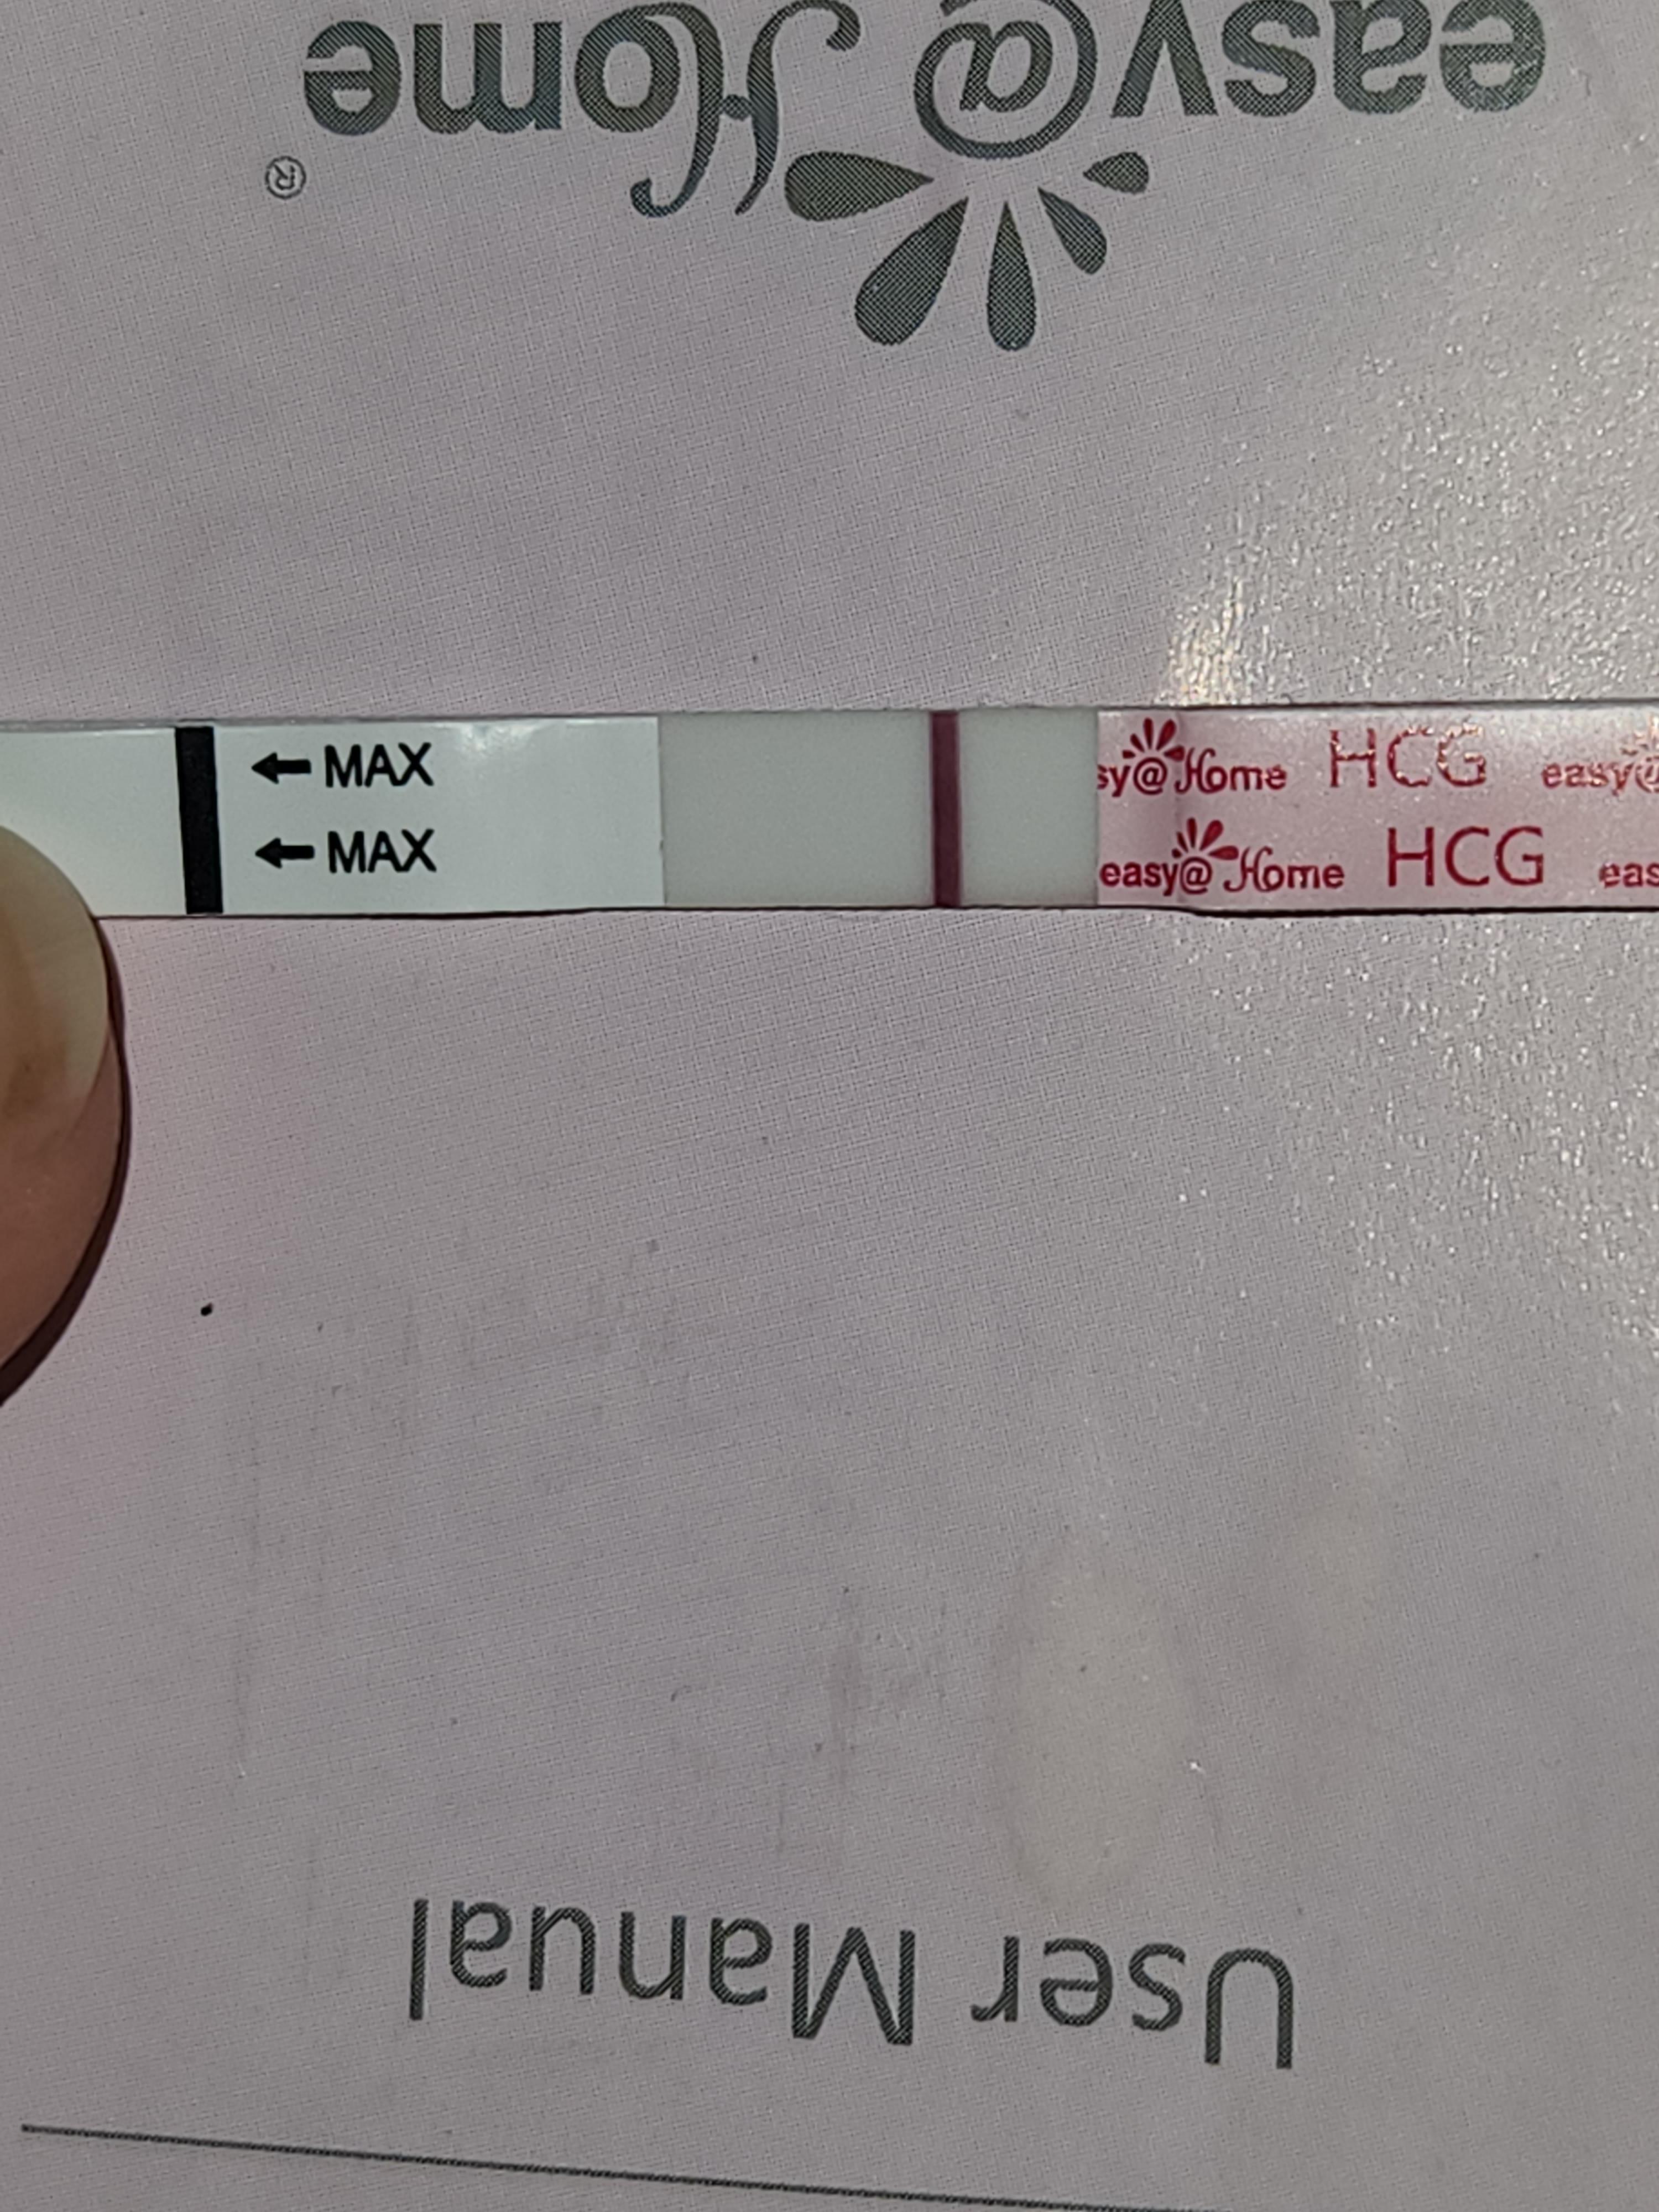 easy@Home®
← MAX
← MAX
sy@Home HCG easy@
easy@Home HCG eas
User Manual